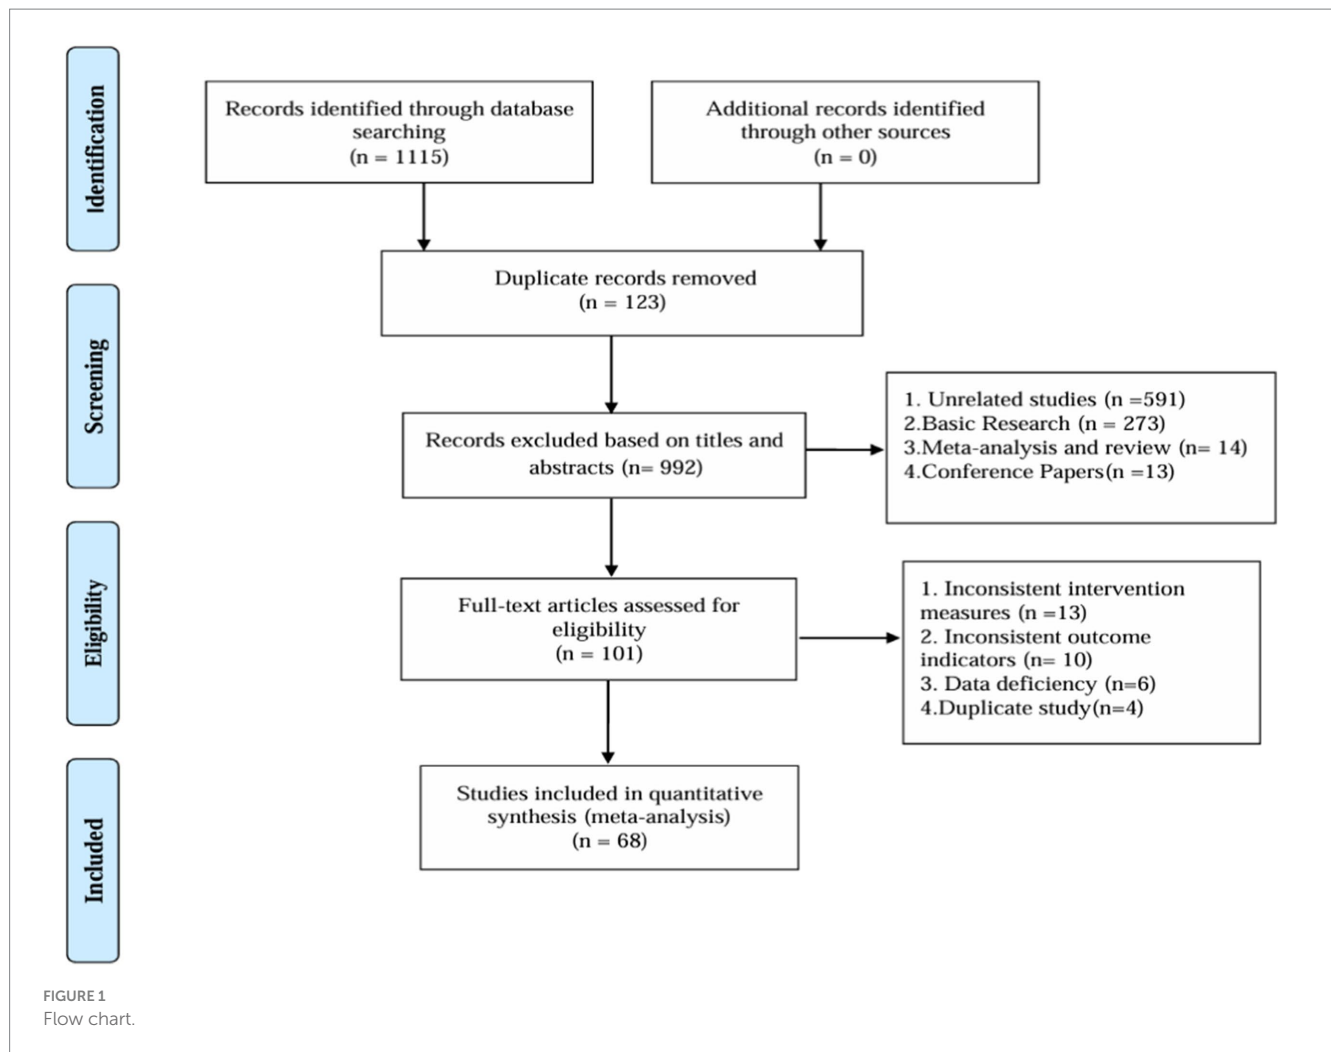 Identification
Records identified through database
searching
(n = 1115)
Additional records identified
through other sources
(n = 0)
Duplicate records removed
(n = 123)
Screening
Records excluded based on titles and
abstracts (n= 992)
1. Unrelated studies (n =591)
2.Basic Research (n = 273)
3.Meta-analysis and review (n= 14)
4.Conference Papers(n =13)
Eligibility
Full-text articles assessed for
eligibility
(n = 101)
1. Inconsistent intervention
measures (n =13)
2. Inconsistent outcome
indicators (n= 10)
3. Data deficiency (n=6)
4.Duplicate study(n=4)
Included
Studies included in quantitative
synthesis (meta-analysis)
(n = 68)
FIGURE 1
Flow chart.